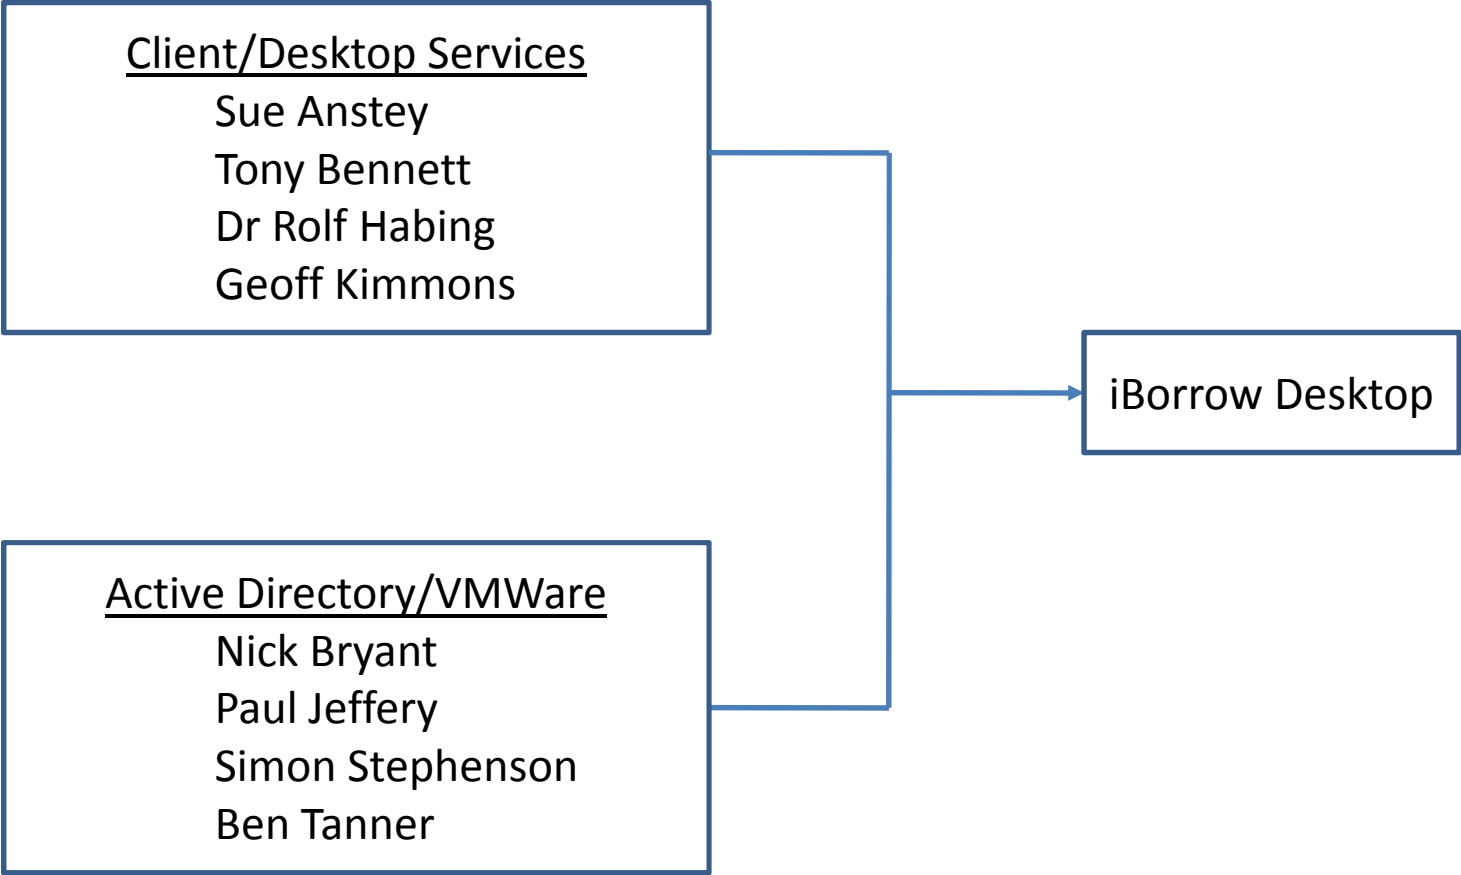 Client/Desktop Services
Sue Anstey
Tony Bennett
Dr Rolf Habing
Geoff Kimmons
iBorrow Desktop
Active Directory/VMWare
Nick Bryant
Paul Jeffery
Simon Stephenson
Ben Tanner